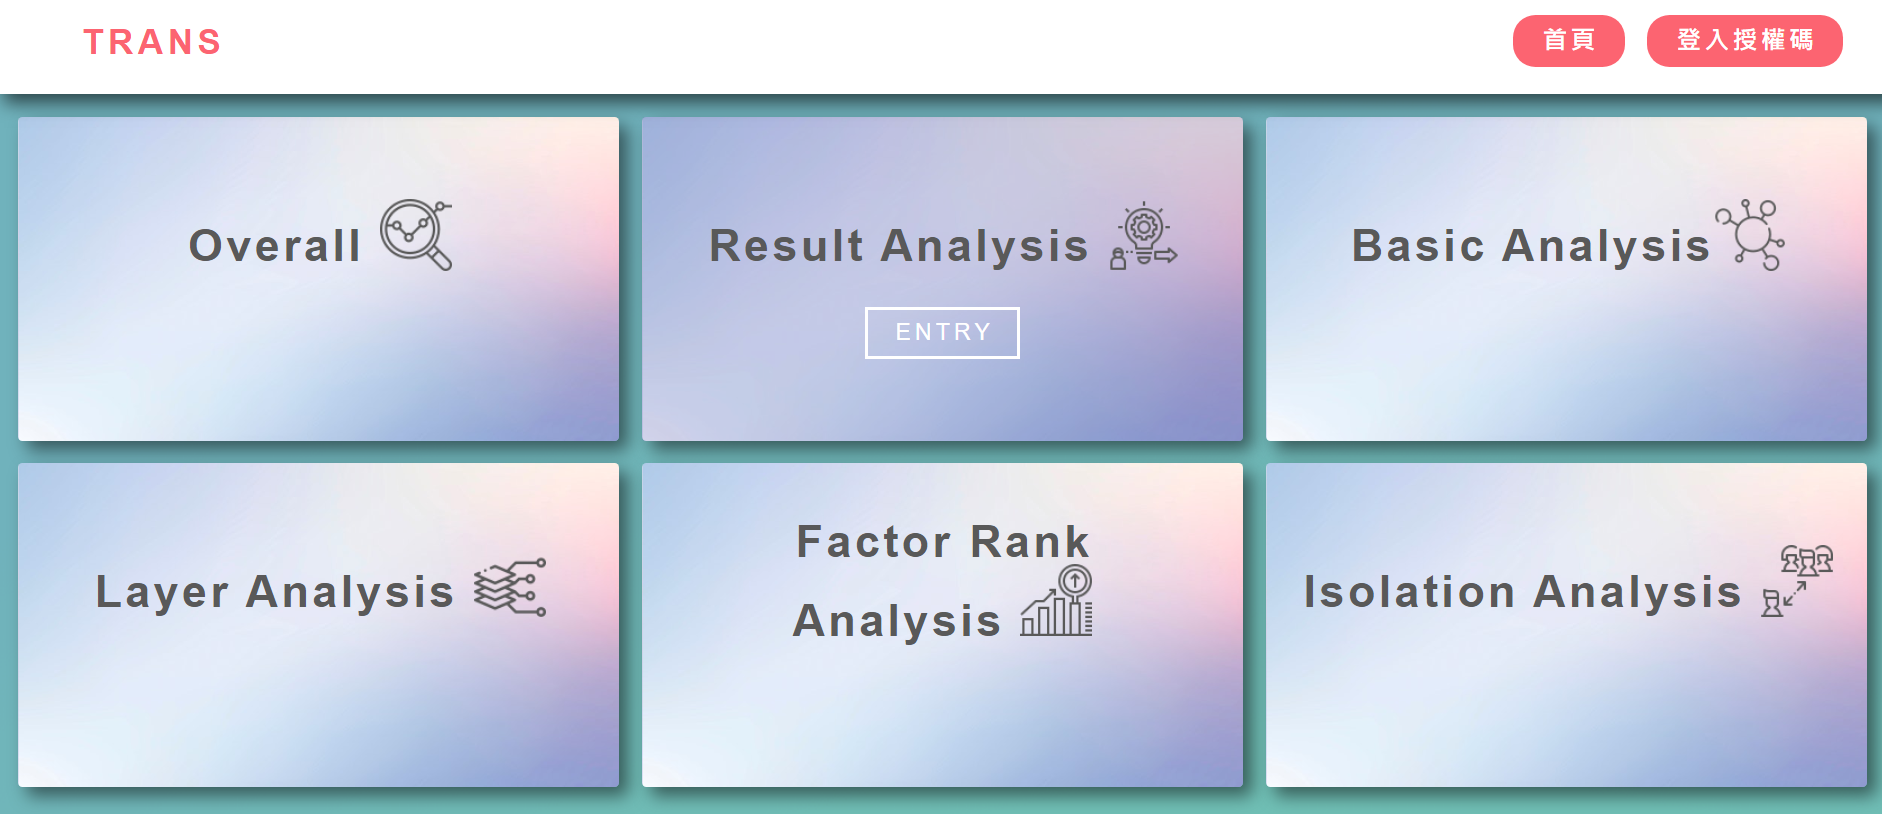 TRANS
首頁
登入授權碼
Overall
Result Analysis
ENTRY
Basic Analysis
Layer Analysis
Factor Rank
Analysis
Isolation Analysis